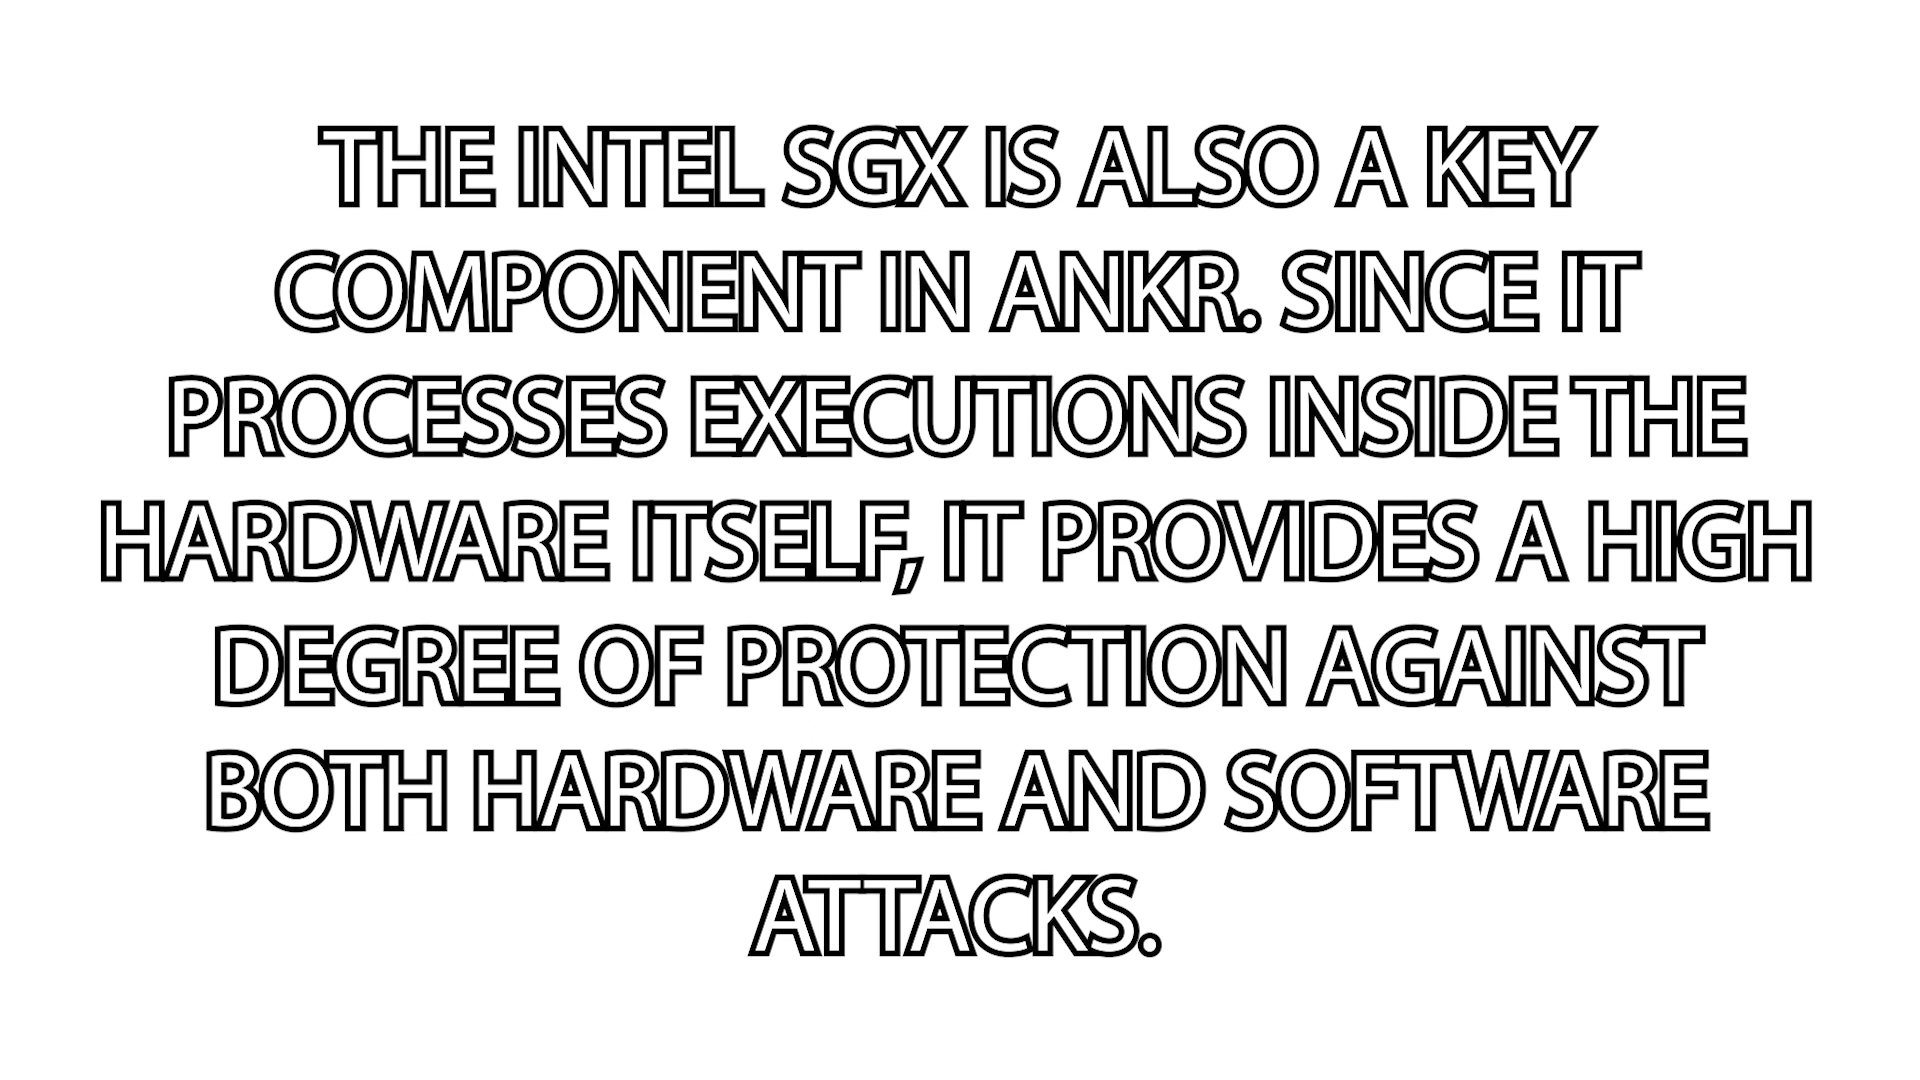 THE INTEL SGX IS ALSO A KEY
COMPONENT IN ANKR. SINCE IT
PROCESSES EXECUTIONS INSIDE THE
HARDWARE ITSELF, IT PROVIDES A HIGH
DEGREE OF PROTECTION AGAINST
BOTH HARDWARE AND SOFTWARE
ATTACKS.